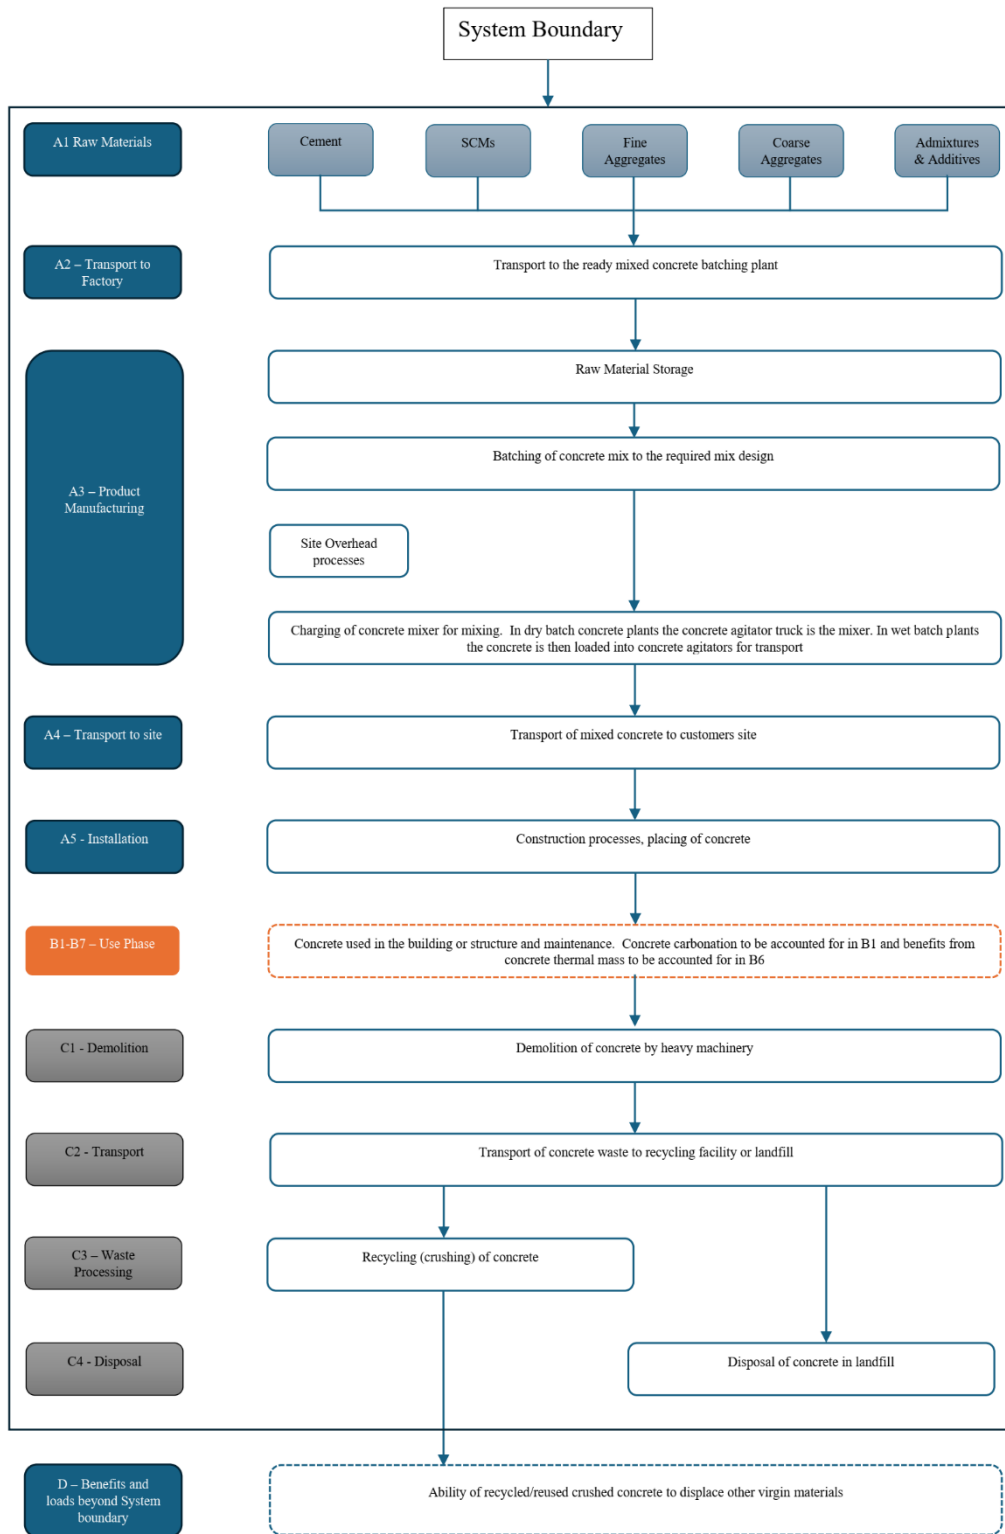 System Boundary
A1 Raw Materials
Cement
SCMs
Fine
Aggregates
Coarse
Aggregates
Admixtures
& Additives
A2 – Transport to
Factory
Transport to the ready mixed concrete batching plant
Raw Material Storage
Batching of concrete mix to the required mix design
A3 – Product
Manufacturing
Site Overhead
processes
Charging of concrete mixer for mixing.  In dry batch concrete plants the concrete agitator truck is the mixer. In wet batch plants
the concrete is then loaded into concrete agitators for transport
A4 – Transport to site
Transport of mixed concrete to customers site
A5 - Installation
Construction processes, placing of concrete
B1-B7 – Use Phase
Concrete used in the building or structure and maintenance.  Concrete carbonation to be accounted for in B1 and benefits from
concrete thermal mass to be accounted for in B6
C1 - Demolition
Demolition of concrete by heavy machinery
C2 - Transport
Transport of concrete waste to recycling facility or landfill
C3 – Waste
Processing
Recycling (crushing) of concrete
C4 - Disposal
Disposal of concrete in landfill
D – Benefits and
loads beyond System
boundary
Ability of recycled/reused crushed concrete to displace other virgin materials